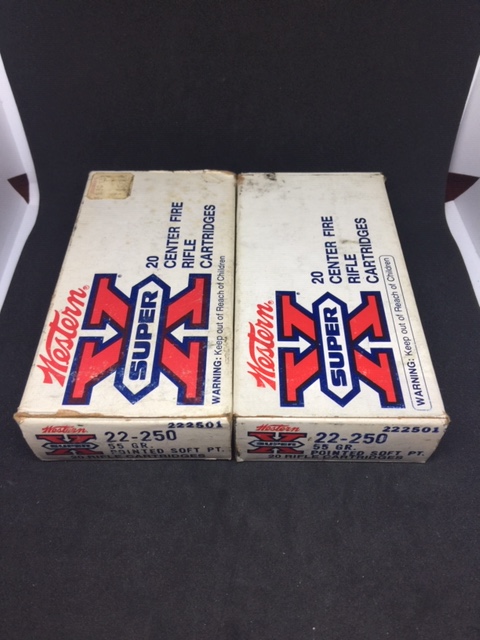 Western
SUPER X
20
CENTER FIRE
RIFLE
CARTRIDGES
WARNING: Keep out of Reach of Children
Western
SUPER X
222501
22-250
55 GR.
POINTED SOFT PT.
20 RIFLE CARTRIDGES
Western
SUPER X
20
CENTER FIRE
RIFLE
CARTRIDGES
WARNING: Keep out of Reach of Children
Western
SUPER X
222501
22-250
55 GR.
POINTED SOFT PT.
20 RIFLE CARTRIDGES